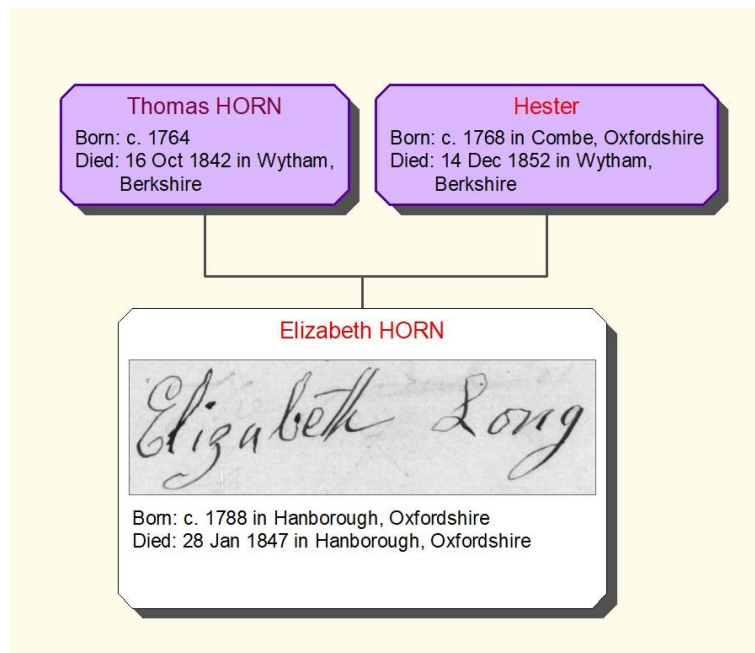 Thomas HORN
Born: c. 1764
Died: 16 Oct 1842 in Wytham,
Berkshire
Hester
Born: c. 1768 in Combe, Oxfordshire
Died: 14 Dec 1852 in Wytham,
Berkshire
Elizabeth HORN
Elizabeth Long
Born: c. 1788 in Hanborough, Oxfordshire
Died: 28 Jan 1847 in Hanborough, Oxfordshire